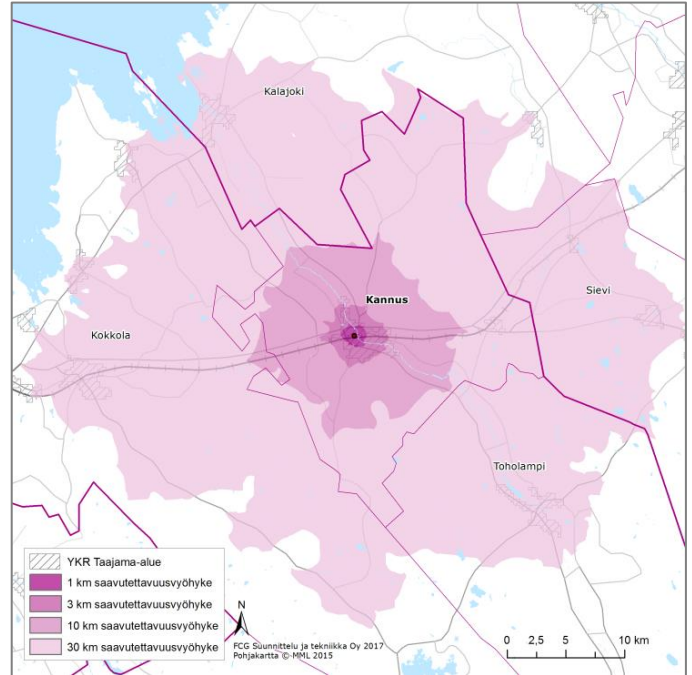 Kalajoki
Kannus
Sievi
Kokkola
Toholampi
YKR Taajama-alue
1 km saavutettavuusvyöhyke
3 km saavutettavuusvyöhyke
10 km saavutettavuusvyöhyke
30 km saavutettavuusvyöhyke
N
FCG Suunnittelu ja tekniikka Oy 2017
Pohjakartta © MML 2015
0 2,5 5 10 km